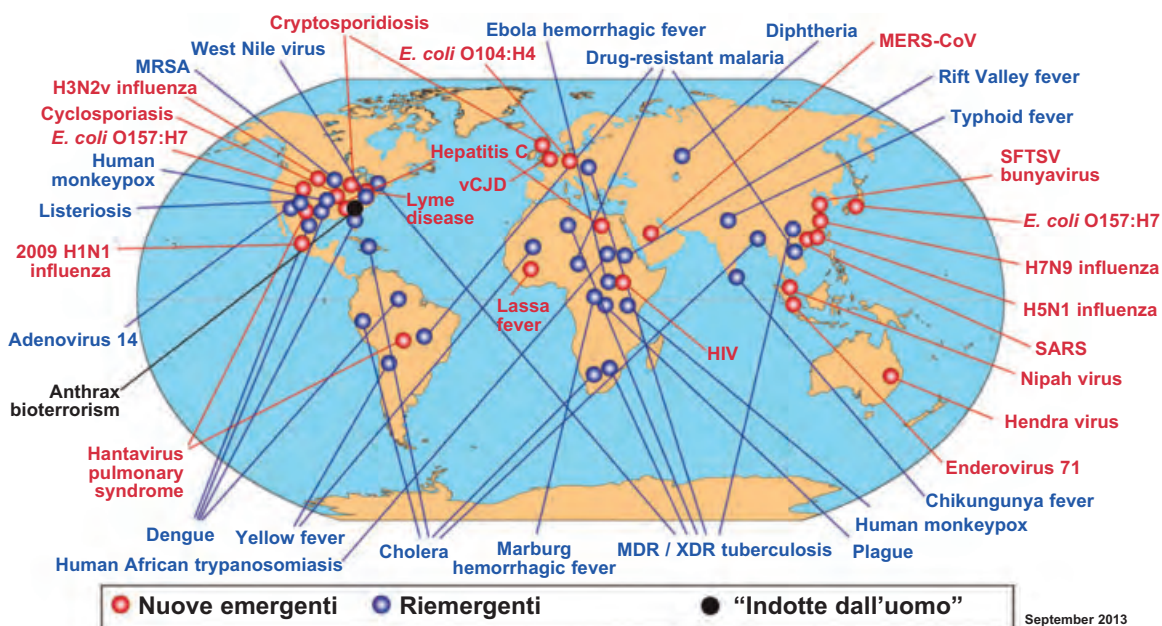 Cryptosporidiosis
West Nile virus
MRSA
H3N2v influenza
Cyclosporiasis
E. coli O157:H7
Human
monkeypox
Listeriosis
2009 H1N1
influenza
Adenovirus 14
Anthrax
bioterrorism
Hantavirus
pulmonary
syndrome
Ebola hemorrhagic fever
E. coli O104:H4
Drug-resistant malaria
Diphtheria
MERS-CoV
Rift Valley fever
Typhoid fever
SFTSV
bunyavirus
E. coli O157:H7
H7N9 influenza
H5N1 influenza
SARS
Nipah virus
Hendra virus
Enderovirus 71
Chikungunya fever
Human monkeypox
Plague
Hepatitis C
vCJD
Lyme
disease
Lassa
fever
HIV
Dengue
Yellow fever
Human African trypanosomiasis
Cholera
Marburg
hemorrhagic fever
MDR / XDR tuberculosis
Nuove emergenti
Riemergenti
“Indotte dall’uomo”
September 2013